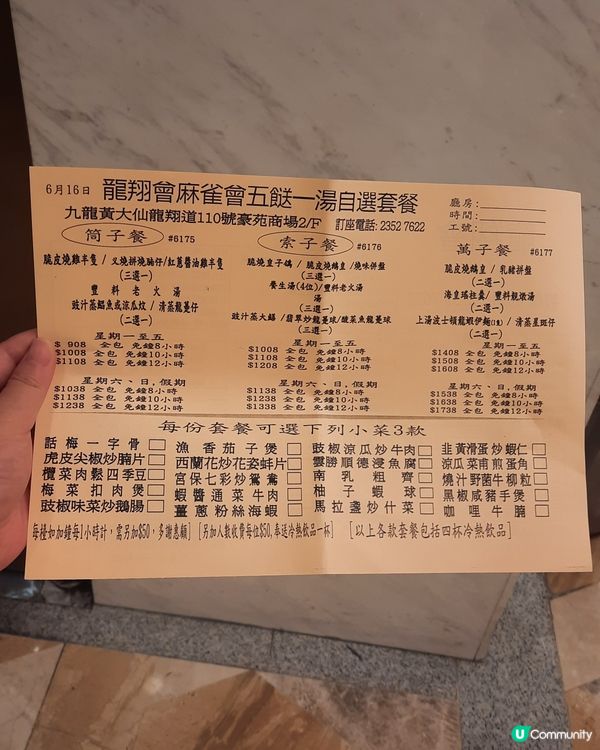 6月16日 龍翔會麻雀會五餸一湯自選套餐
九龍黃大仙龍翔道110號豪苑商場2/F 訂座電話: 2352 7622
廳房:
時間:
工號:
筒子餐 #6175
脆皮燒雞半隻 / 叉燒拼燒腩仔/紅蔥醬油雞半隻
(三選一)
豐料老火湯
豉汁蒸鯧魚或涼瓜炆 / 清蒸龍躉仔
(二選一)
星期一至五
$ 908 全包 免鐘8小時
$1008 全包 免鐘10小時
$1108 全包 免鐘12小時
星期六、日,假期
$1038 全包 免鐘8小時
$1138 全包 免鐘10小時
$1238 全包 免鐘12小時
索子餐 #6176
脆燒皇子鴿 / 脆皮燒鵝皇 /燒味併盤
(三選一)
養生湯(4位)/豐料老火湯
湯
(三選一)
豉汁蒸大鱔 /翡翠炒龍躉球/酸菜魚龍躉球
(三選一)
星期一至五
$1008 全包 免鐘8小時
$1108 全包 免鐘10小時
$1208 全包 免鐘12小時
星期六、日,假期
$1138 全包 免鐘8小時
$1238 全包 免鐘10小時
$1338 全包 免鐘12小時
萬子餐 #6177
脆皮燒鵝皇 / 乳豬併盤
(二選一)
海皇瑤柱羹/ 豐料靚燉湯
(二選一)
上湯波士頓龍蝦伊麵(1隻) / 清蒸星斑仔
(二選一)
星期一至五
$1408 全包 免鐘8小時
$1508 全包 免鐘10小時
$1608 全包 免鐘12小時
星期六、日,假期
$1538 全包 免鐘8小時
$1638 全包 免鐘10小時
$1738 全包 免鐘12小時
每份套餐可選下列小菜3款
話梅一字骨 漁香茄子煲 豉椒涼瓜炒牛肉 韭黃滑蛋炒蝦仁
虎皮尖椒炒腩片 西蘭花炒花姿蚌片 雲勝順德浸魚腐 涼瓜菜甫煎蛋角
欖菜肉鬆四季豆 宮保七彩炒鴛鴦 南乳粗齋 燒汁野菌牛柳粒
梅菜扣肉煲 蝦醬通菜牛肉 柚子蝦球 黑椒咸豬手煲
豉椒味菜炒鵝腸 薑蔥粉絲海蝦 馬拉盞炒什菜 咖喱牛腩
每檯如加鐘每1小時計,需另加$50,多謝惠顧] [另加人數收費每位$50,奉送冷熱飲品一杯] [以上各款套餐包括四杯冷熱飲品]
U Community